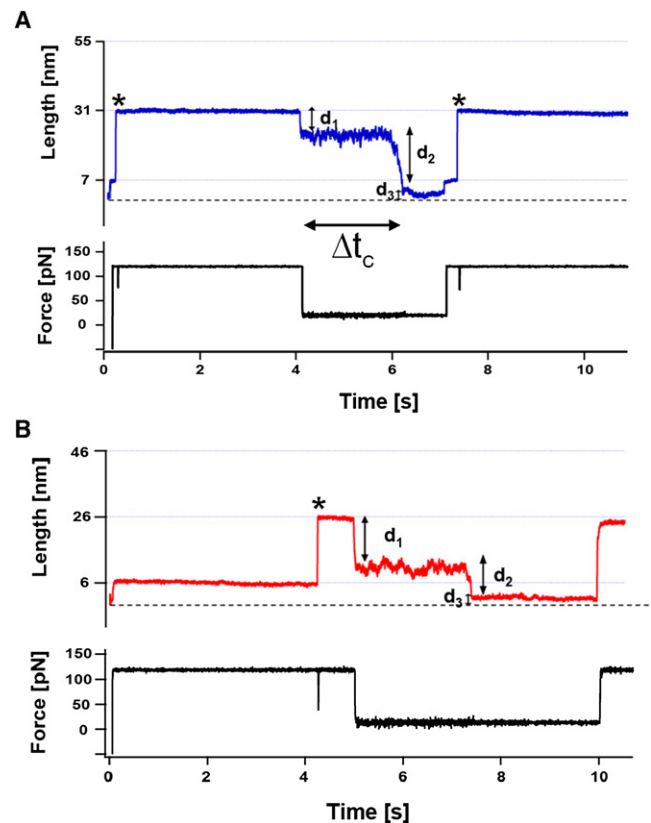 A
Length [nm]
55
31
7
*
*
d1
d2
d3
Δtc
Force [pN]
150
100
50
0
0
2
4
6
8
10
Time [s]
B
Length [nm]
46
26
6
*
d1
d2
d3
Force [pN]
150
100
50
0
0
2
4
6
8
10
Time [s]